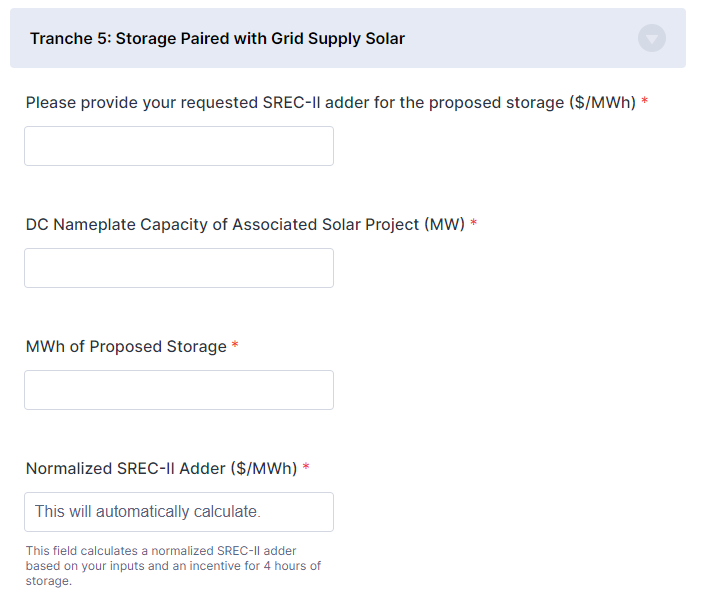 Tranche 5: Storage Paired with Grid Supply Solar
Please provide your requested SREC-II adder for the proposed storage ($/MWh) *
DC Nameplate Capacity of Associated Solar Project (MW) *
MWh of Proposed Storage *
Normalized SREC-II Adder ($/MWh) *
This will automatically calculate.
This field calculates a normalized SREC-II adder
based on your inputs and an incentive for 4 hours of
storage.